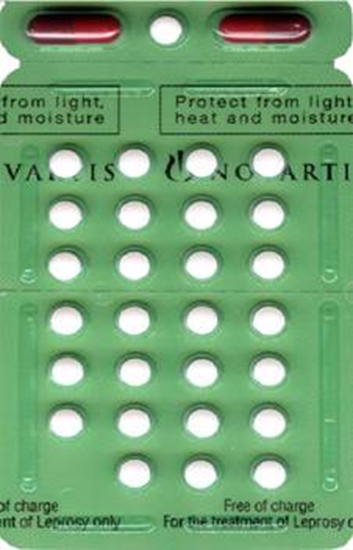 from light,
d moisture
Protect from light
heat and moisture
VARTIS NOVARTI
of charge
ent of Leprosy only
Free of charge
For the treatment of Leprosy o